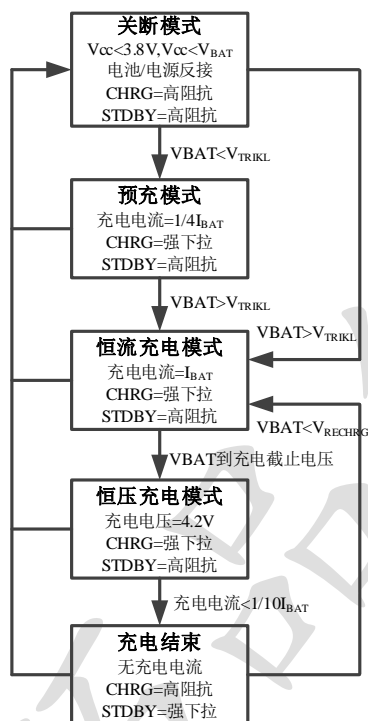 关断模式
Vcc<3.8V,Vcc<VBAT
电池/电源反接
CHRG=高阻抗
STDBY=高阻抗
VBAT<VTRIKL
预充模式
充电电流=1/4IBAT
CHRG=强下拉
STDBY=高阻抗
VBAT>VTRIKL
VBAT>VTRIKL
恒流充电模式
充电电流=IBAT
CHRG=强下拉
STDBY=高阻抗
VBAT<VRECHRG
VBAT到充电截止电压
恒压充电模式
充电电压=4.2V
CHRG=强下拉
STDBY=高阻抗
充电电流<1/10IBAT
充电结束
无充电电流
CHRG=高阻抗
STDBY=强下拉